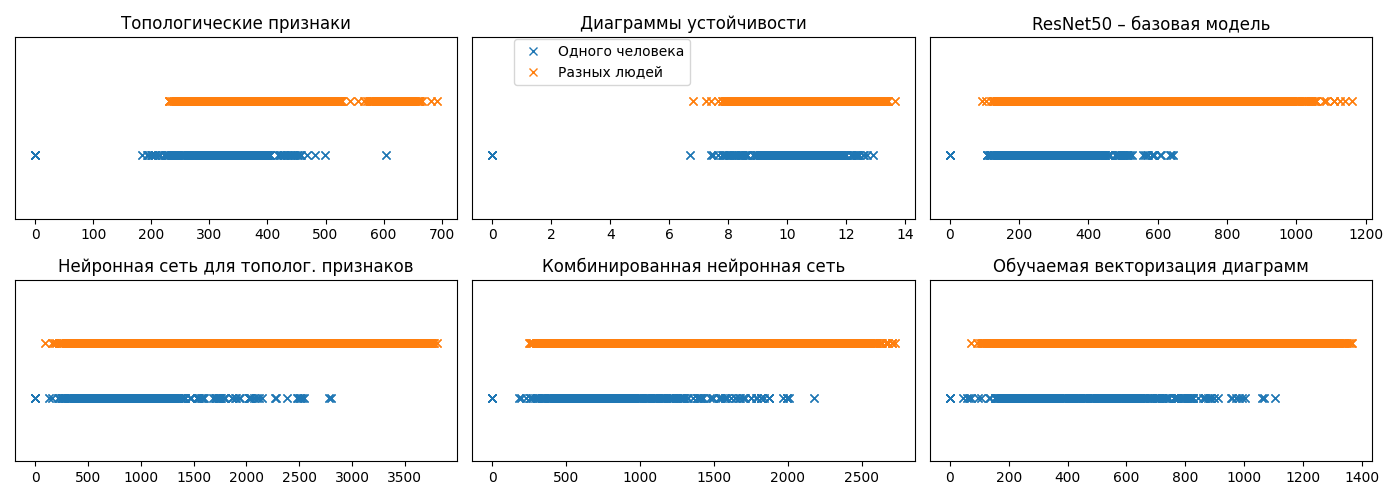 Топологические признаки
Диаграммы устойчивости
ResNet50 – базовая модель
Одного человека
Разных людей
0 100 200 300 400 500 600 700
0 2 4 6 8 10 12 14
0 200 400 600 800 1000 1200
Нейронная сеть для тополог. признаков
Комбинированная нейронная сеть
Обучаемая векторизация диаграмм
0 500 1000 1500 2000 2500 3000 3500
0 500 1000 1500 2000 2500
0 200 400 600 800 1000 1200 1400